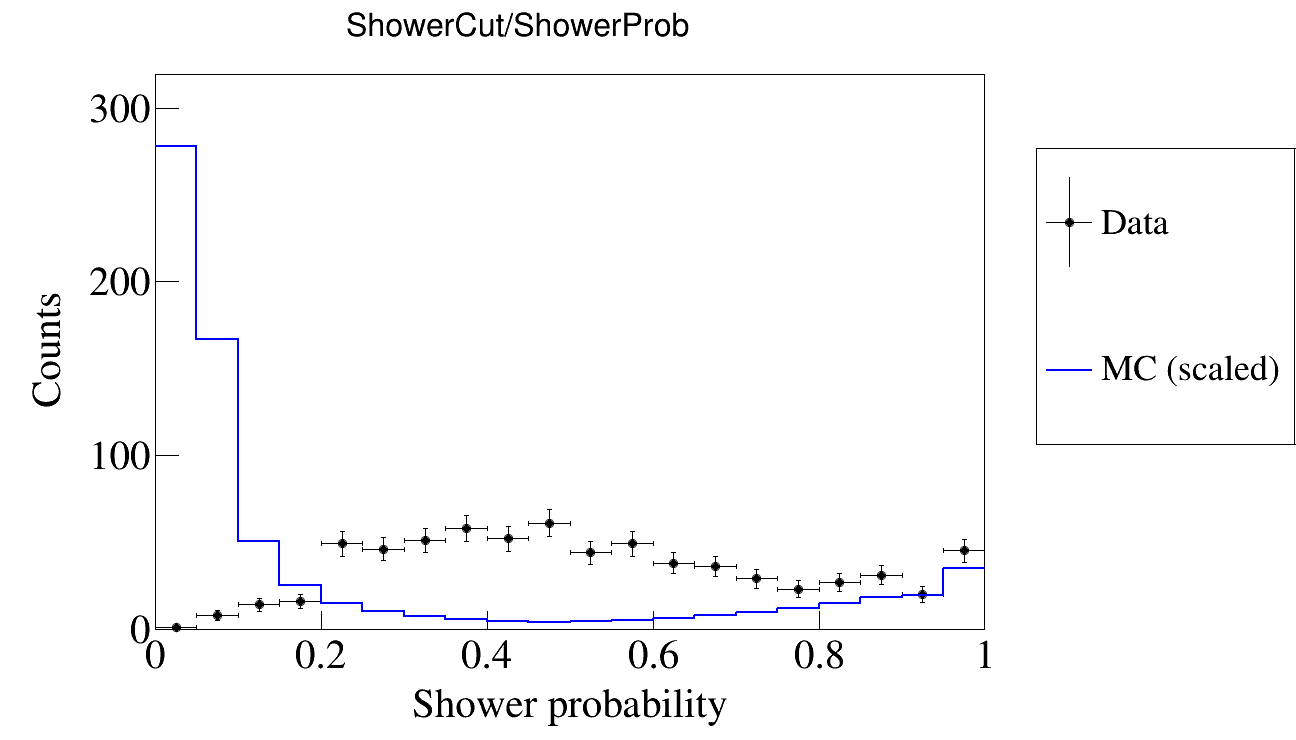 ShowerCut/ShowerProb
300
200
100
0
Counts
0 0.2 0.4 0.6 0.8 1
Shower probability
Data
MC (scaled)